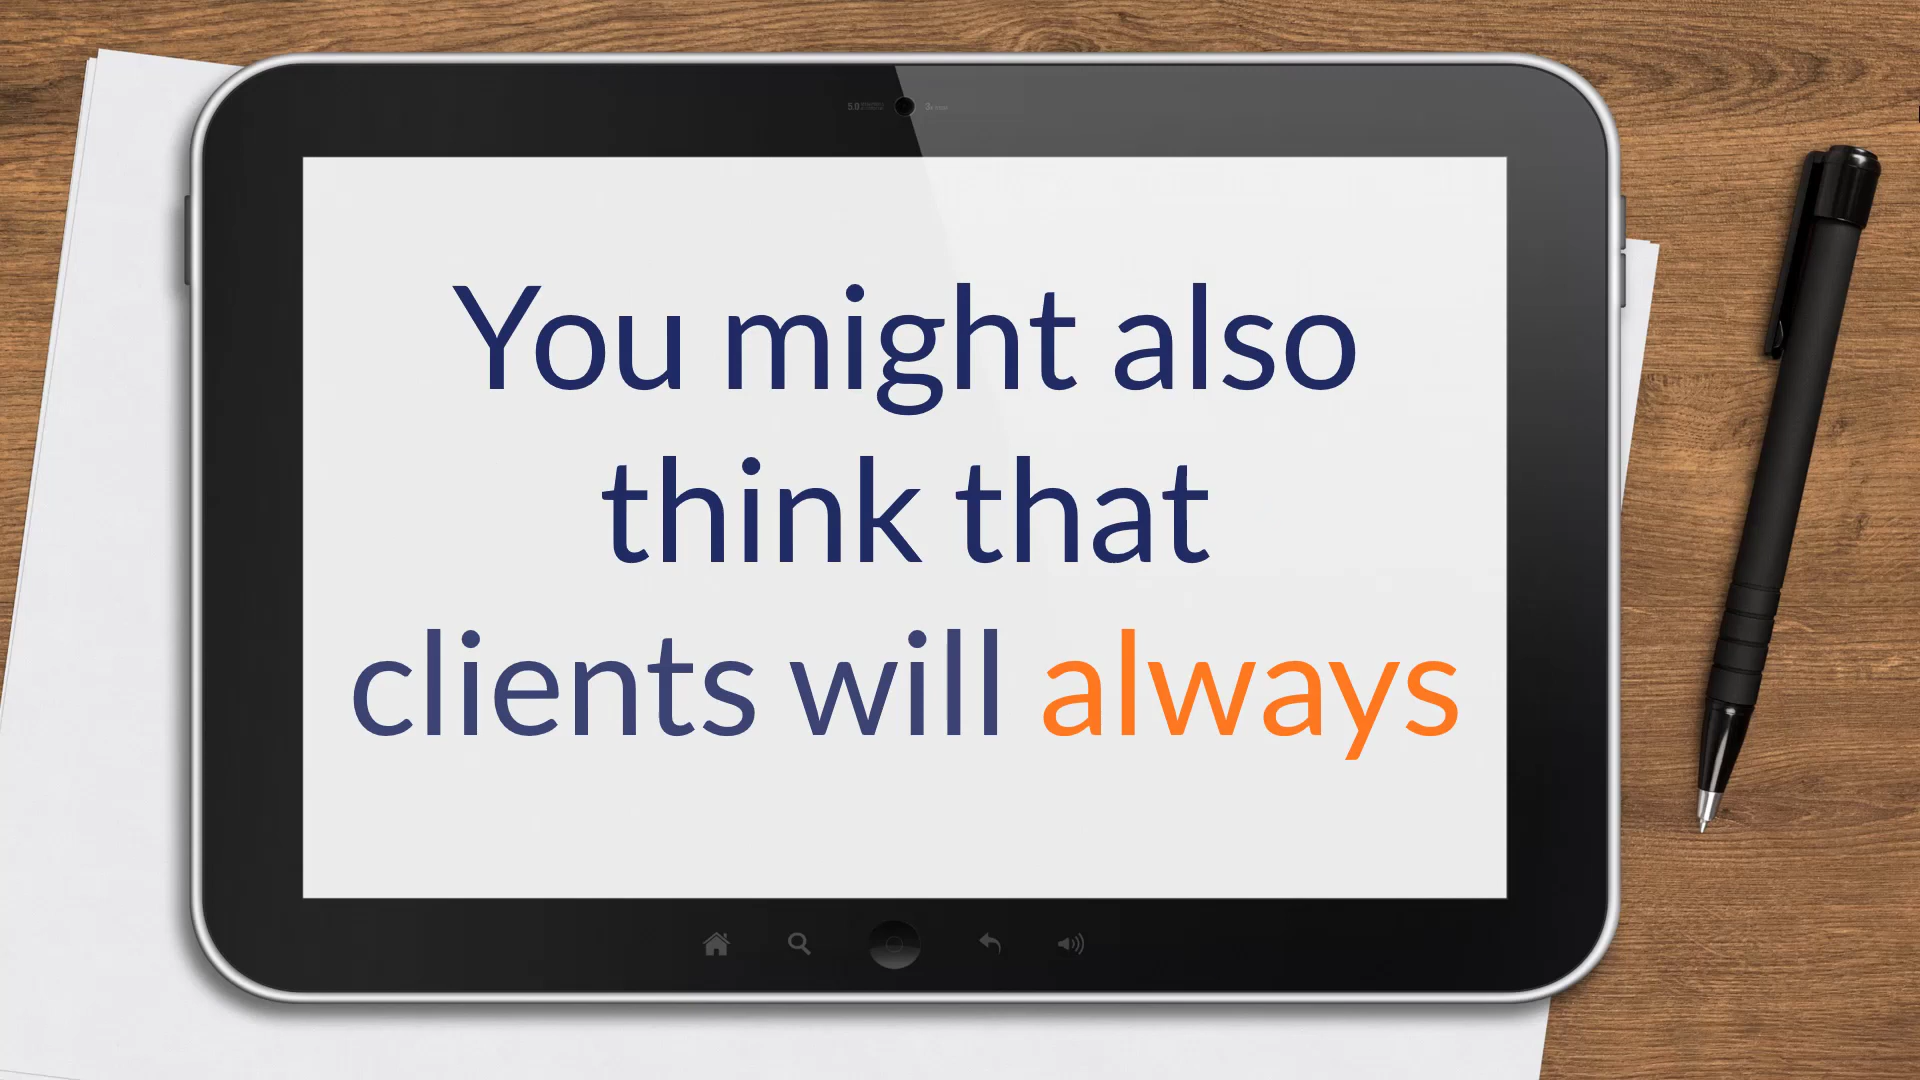 You might also
think that
clients will always